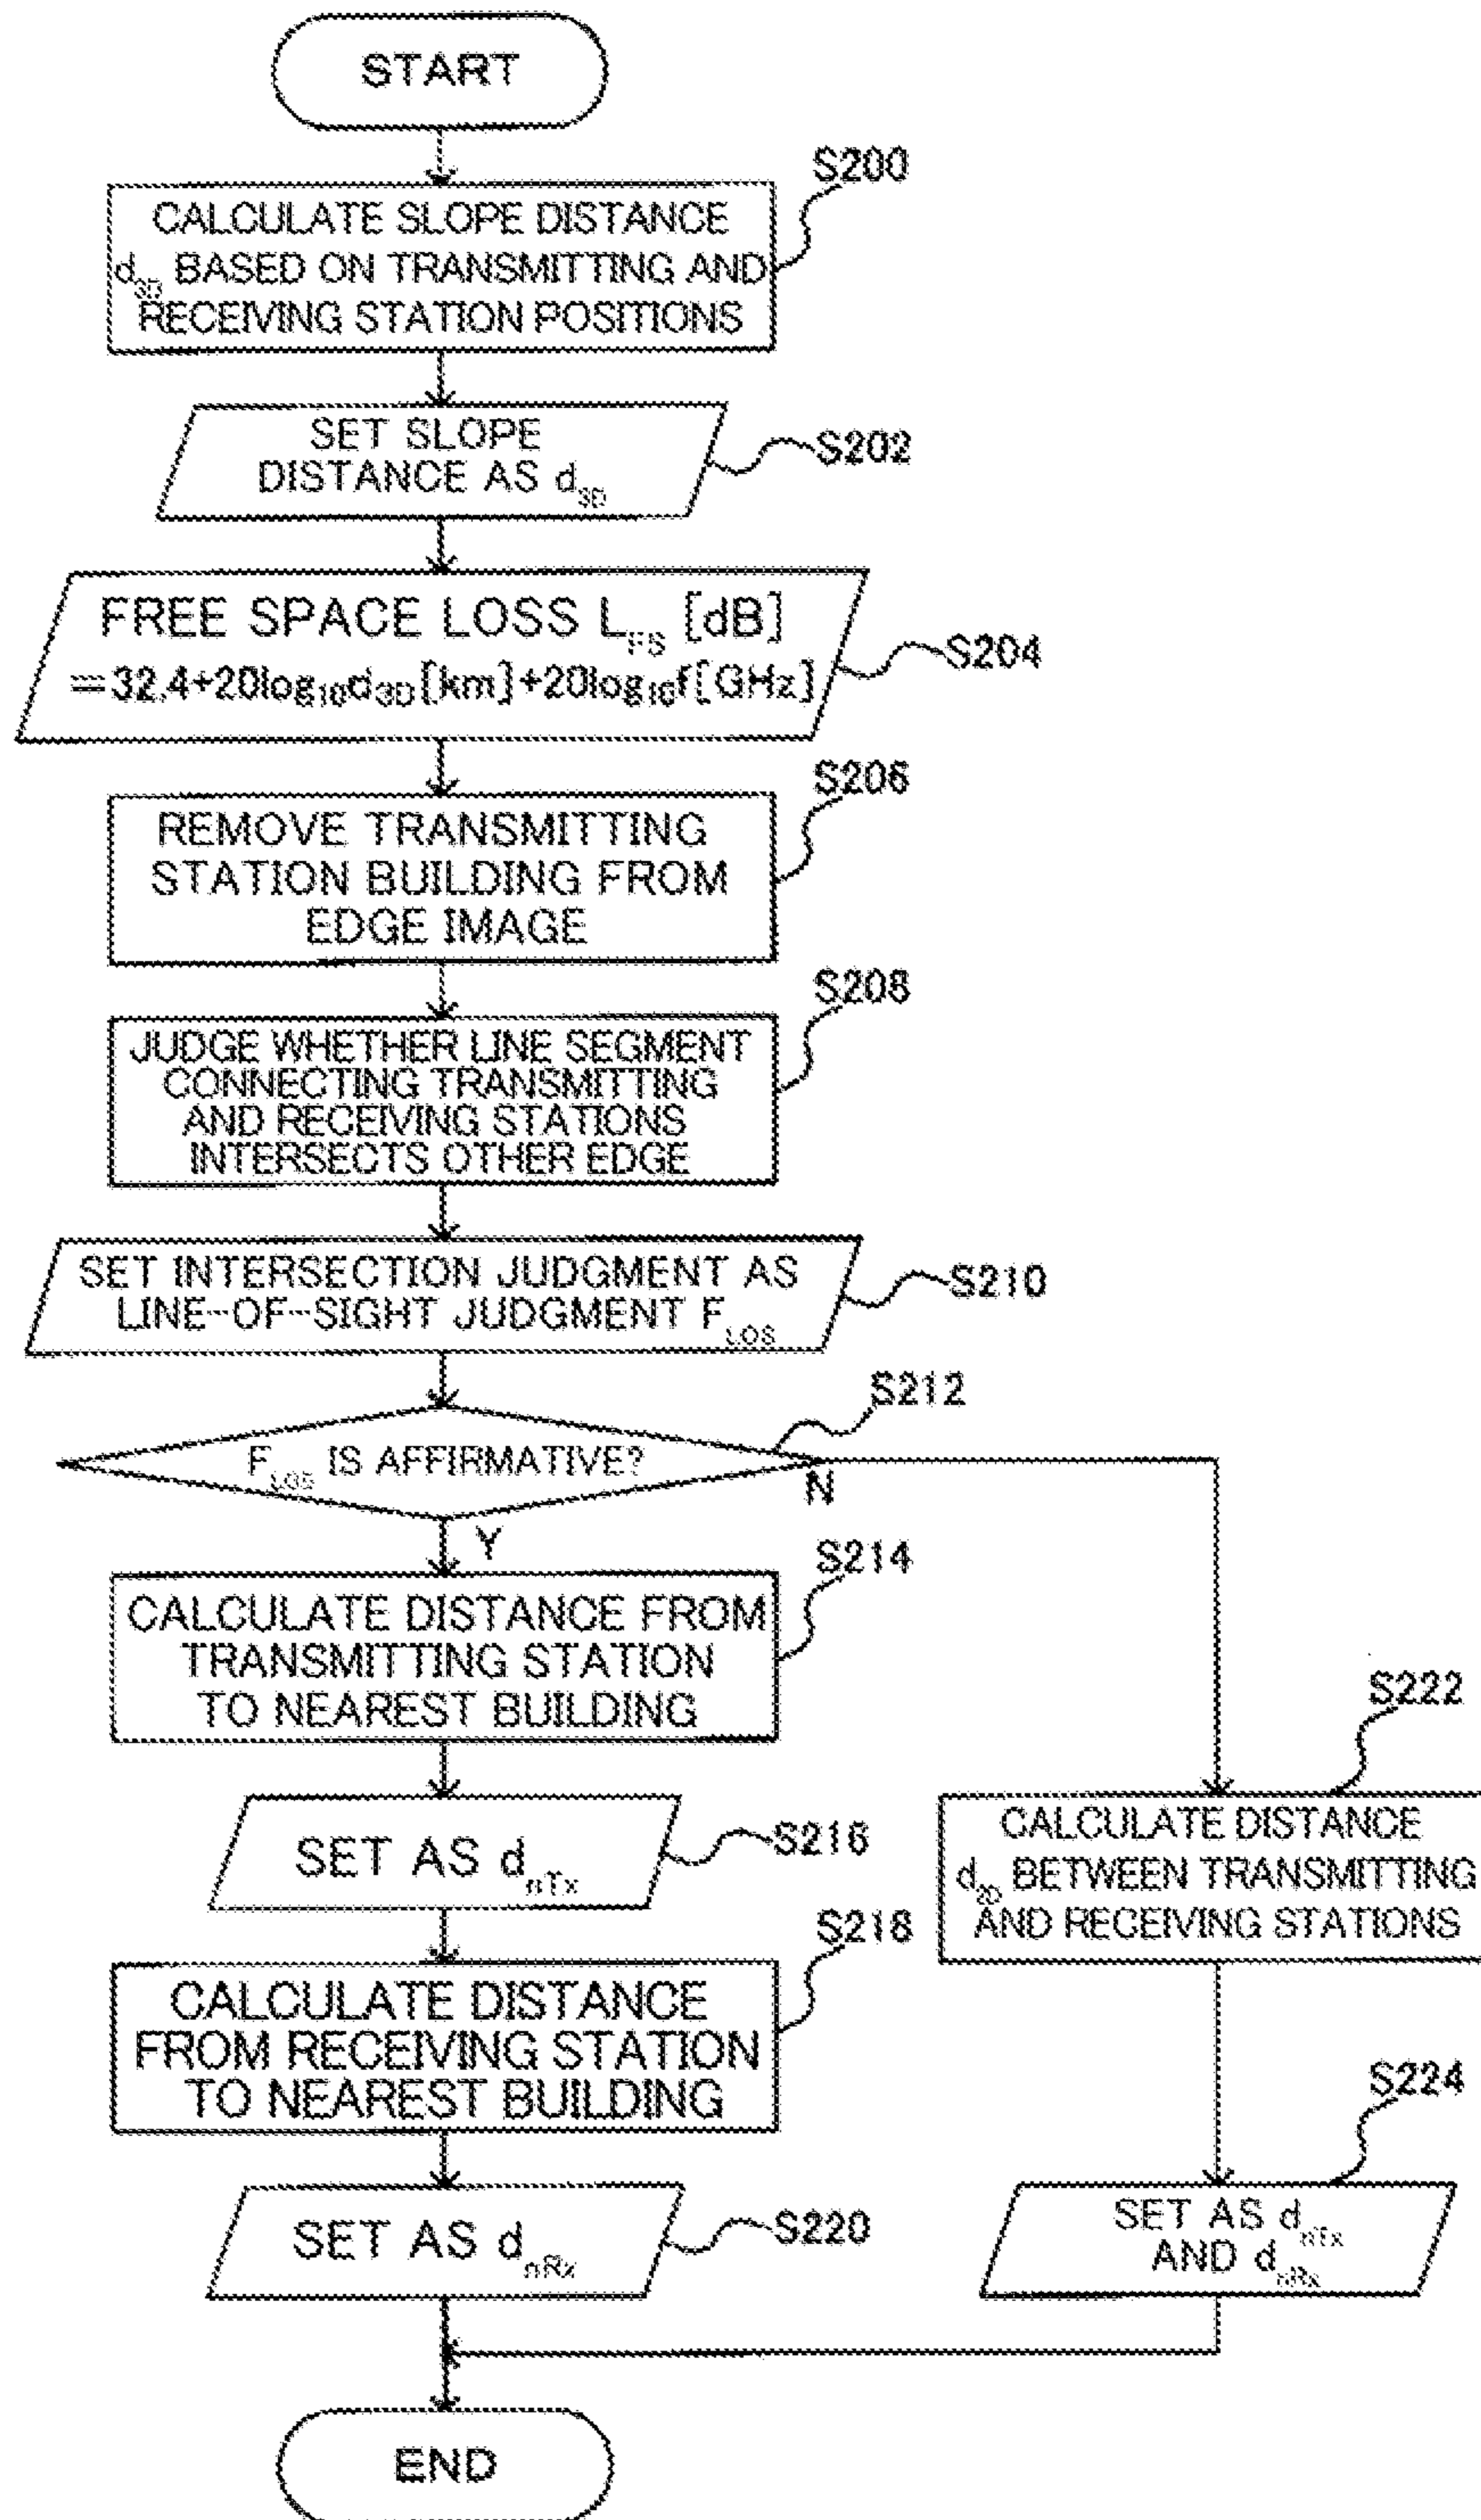 START
S200
CALCULATE SLOPE DISTANCE
d3D BASED ON TRANSMITTING AND
RECEIVING STATION POSITIONS
SET SLOPE
DISTANCE AS d3D
S202
FREE SPACE LOSS LFS [dB]
=32.4+20log10d3D[km]+20log10f[GHz]
S204
S206
REMOVE TRANSMITTING
STATION BUILDING FROM
EDGE IMAGE
S208
JUDGE WHETHER LINE SEGMENT
CONNECTING TRANSMITTING
AND RECEIVING STATIONS
INTERSECTS OTHER EDGE
SET INTERSECTION JUDGMENT AS
LINE-OF-SIGHT JUDGMENT FLOS
S210
S212
FLOS IS AFFIRMATIVE?
N
Y
S214
CALCULATE DISTANCE FROM
TRANSMITTING STATION
TO NEAREST BUILDING
SET AS dnTx
S216
S218
CALCULATE DISTANCE
FROM RECEIVING STATION
TO NEAREST BUILDING
SET AS dnRx
S220
S222
CALCULATE DISTANCE
d2D BETWEEN TRANSMITTING
AND RECEIVING STATIONS
S224
SET AS dnTx
AND dnRx
END